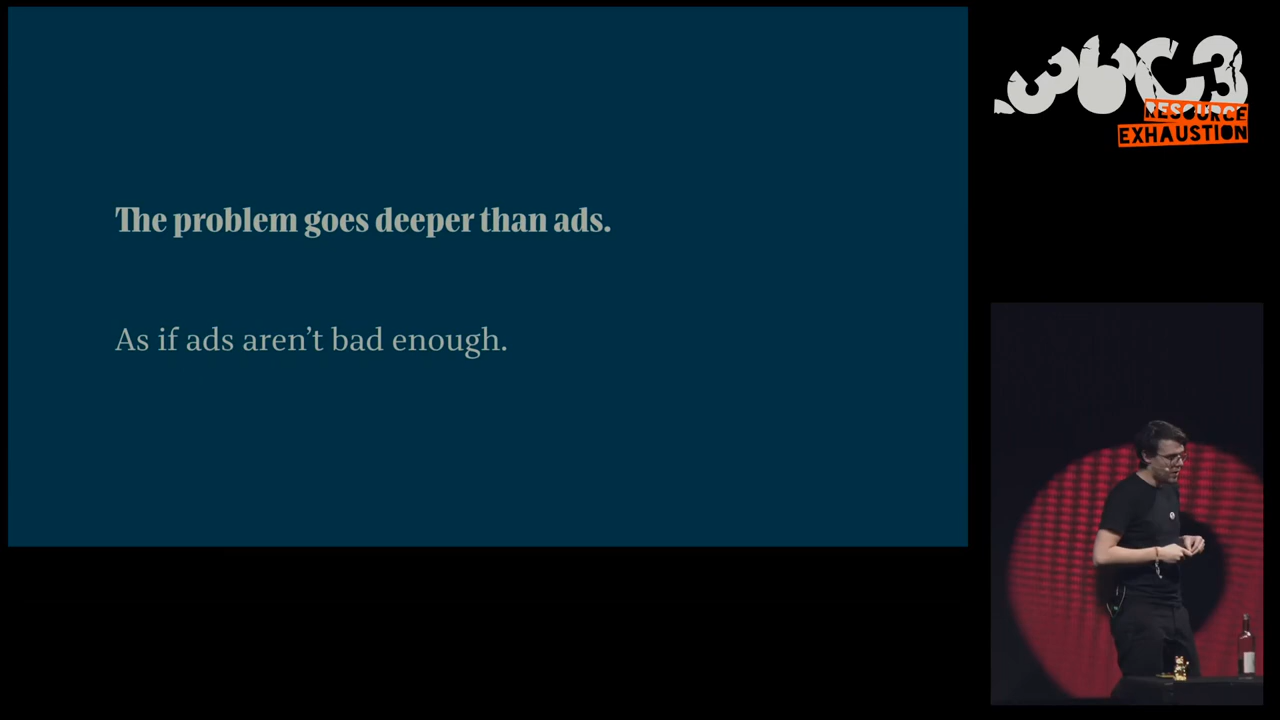 The problem goes deeper than ads.
As if ads aren’t bad enough.
36C3
RESOURCE
EXHAUSTION